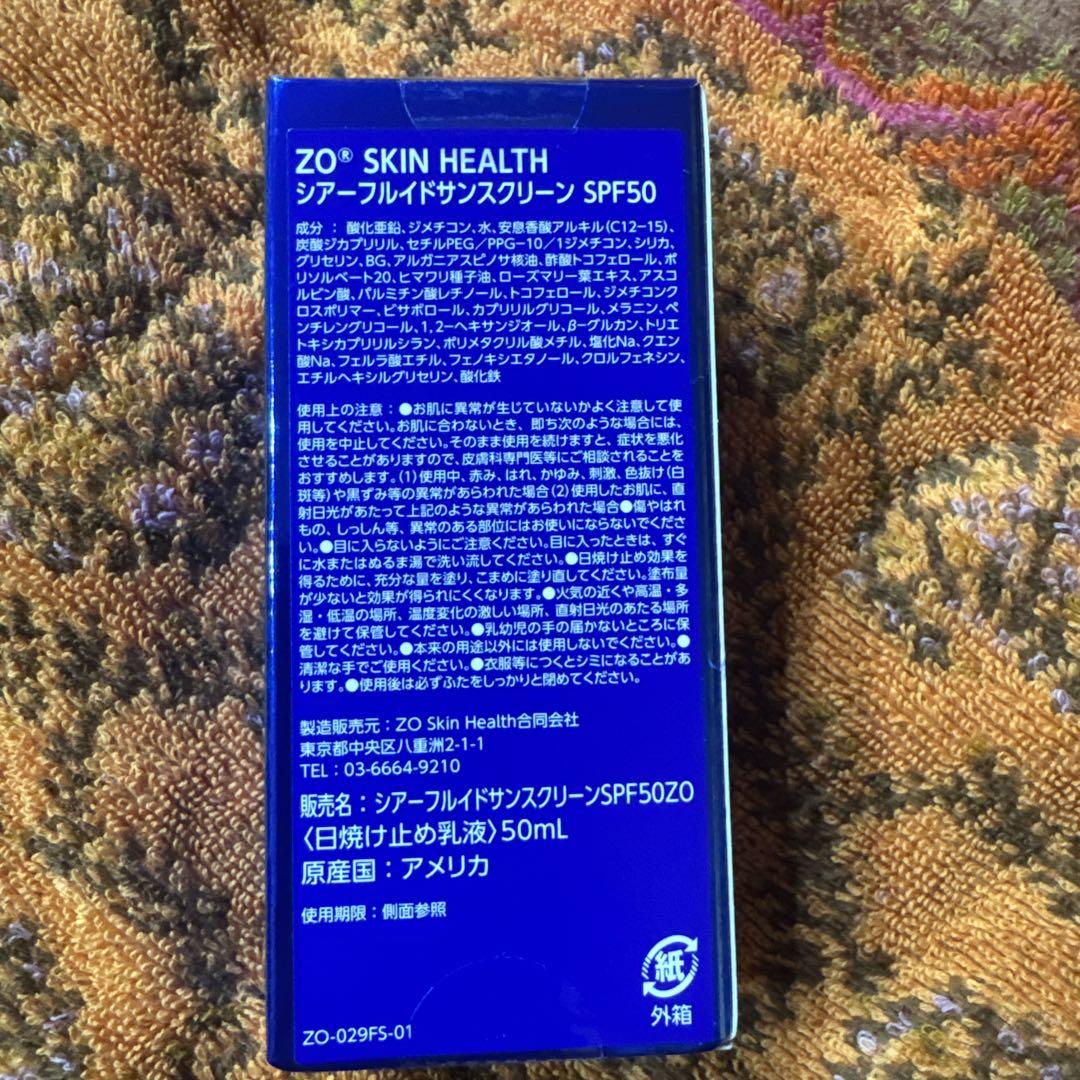 ZO® SKIN HEALTH
シアーフルイドサンスクリーン SPF50
成分 : 酸化亜鉛、ジメチコン、水、安息香酸アルキル(C12−15)、
炭酸ジカプリリル、セチルPEG／PPG−10／1ジメチコン、シリカ、
グリセリン、BG、アルガニアスピノサ核油、酢酸トコフェロール、ポ
リソルベート20、ヒマワリ種子油、ローズマリー葉エキス、アスコ
ルビン酸、パルミチン酸レチノール、トコフェロール、ジメチコンク
ロスポリマー、ビサボロール、カプリリルグリコール、メラニン、ペ
ンチレングリコール、1,2−ヘキサンジオール、β−グルカン、トリエ
トキシカプリリルシラン、ポリメタクリル酸メチル、塩化Na、クエン
酸Na、フェルラ酸エチル、フェノキシエタノール、クロルフェネシン、
エチルヘキシルグリセリン、酸化鉄
使用上の注意 : ●お肌に異常が生じていないかよく注意して使
用してください。お肌に合わないとき、即ち次のような場合には、
使用を中止してください。そのまま使用を続けますと、症状を悪化
させることがありますので、皮膚科専門医等にご相談されることを
おすすめします。(1)使用中、赤み、はれ、かゆみ、刺激、色抜け(白
斑等)や黒ずみ等の異常があらわれた場合(2)使用したお肌に、直
射日光があたって上記のような異常があらわれた場合●傷やはれ
もの、しっしん等、異常のある部位にはお使いにならないでくださ
い。●目に入らないようにご注意ください。目に入ったときは、すぐ
に水またはぬるま湯で洗い流してください。●日焼け止め効果を
得るために、充分な量を塗り、こまめに塗り直してください。塗布量
が少ないと効果が得られにくくなります。●火気の近くや高温・多
湿・低温の場所、温度変化の激しい場所、直射日光のあたる場所
を避けて保管してください。●乳幼児の手の届かないところに保
管してください。●本来の用途以外には使用しないでください。●
清潔な手でご使用ください。●衣服等につくとシミになることがあ
ります。●使用後は必ずふたをしっかりと閉めてください。
製造販売元 : ZO Skin Health合同会社
東京都中央区八重洲2-1-1
TEL : 03-6664-9210
販売名 : シアーフルイドサンスクリーンSPF50ZO
〈日焼け止め乳液〉50mL
原産国 : アメリカ
使用期限 : 側面参照
紙
外箱
ZO-029FS-01